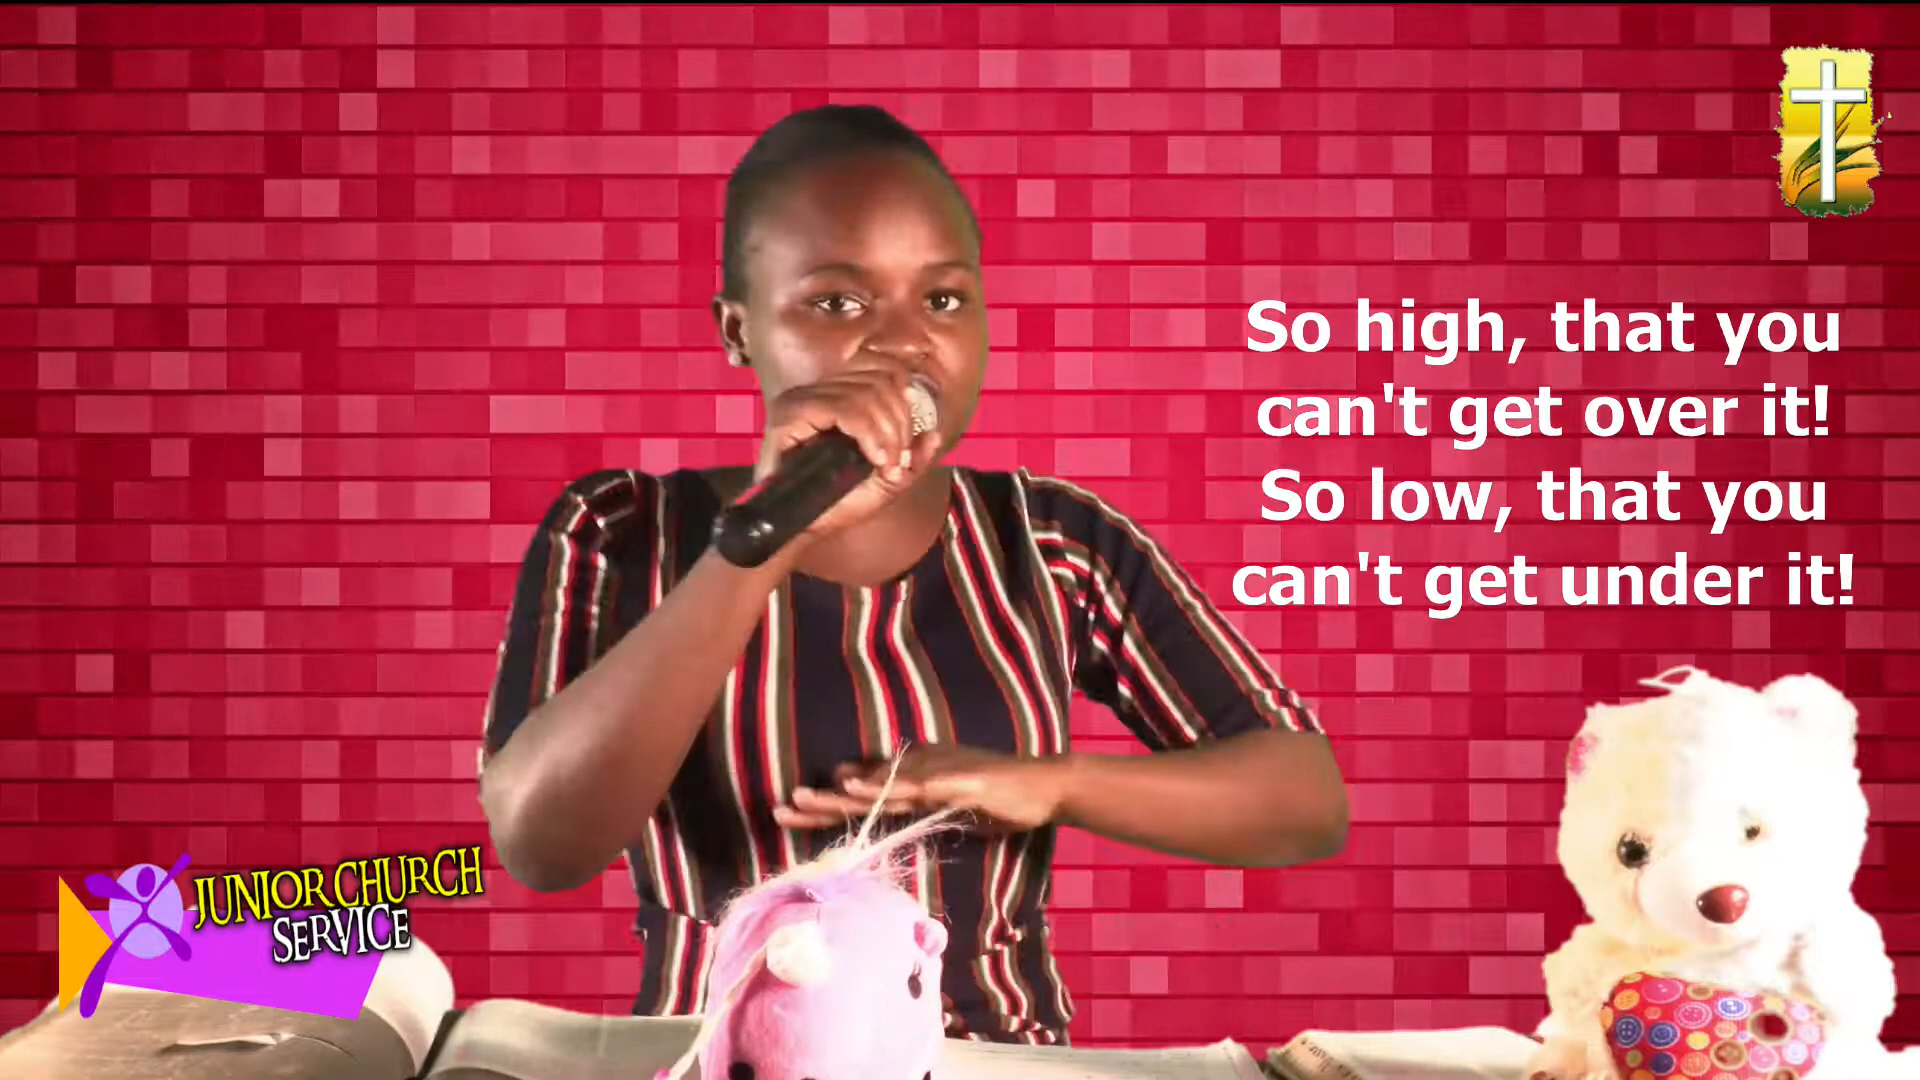 So high, that you
can't get over it!
So low, that you
can't get under it!
JUNIOR CHURCH
SERVICE